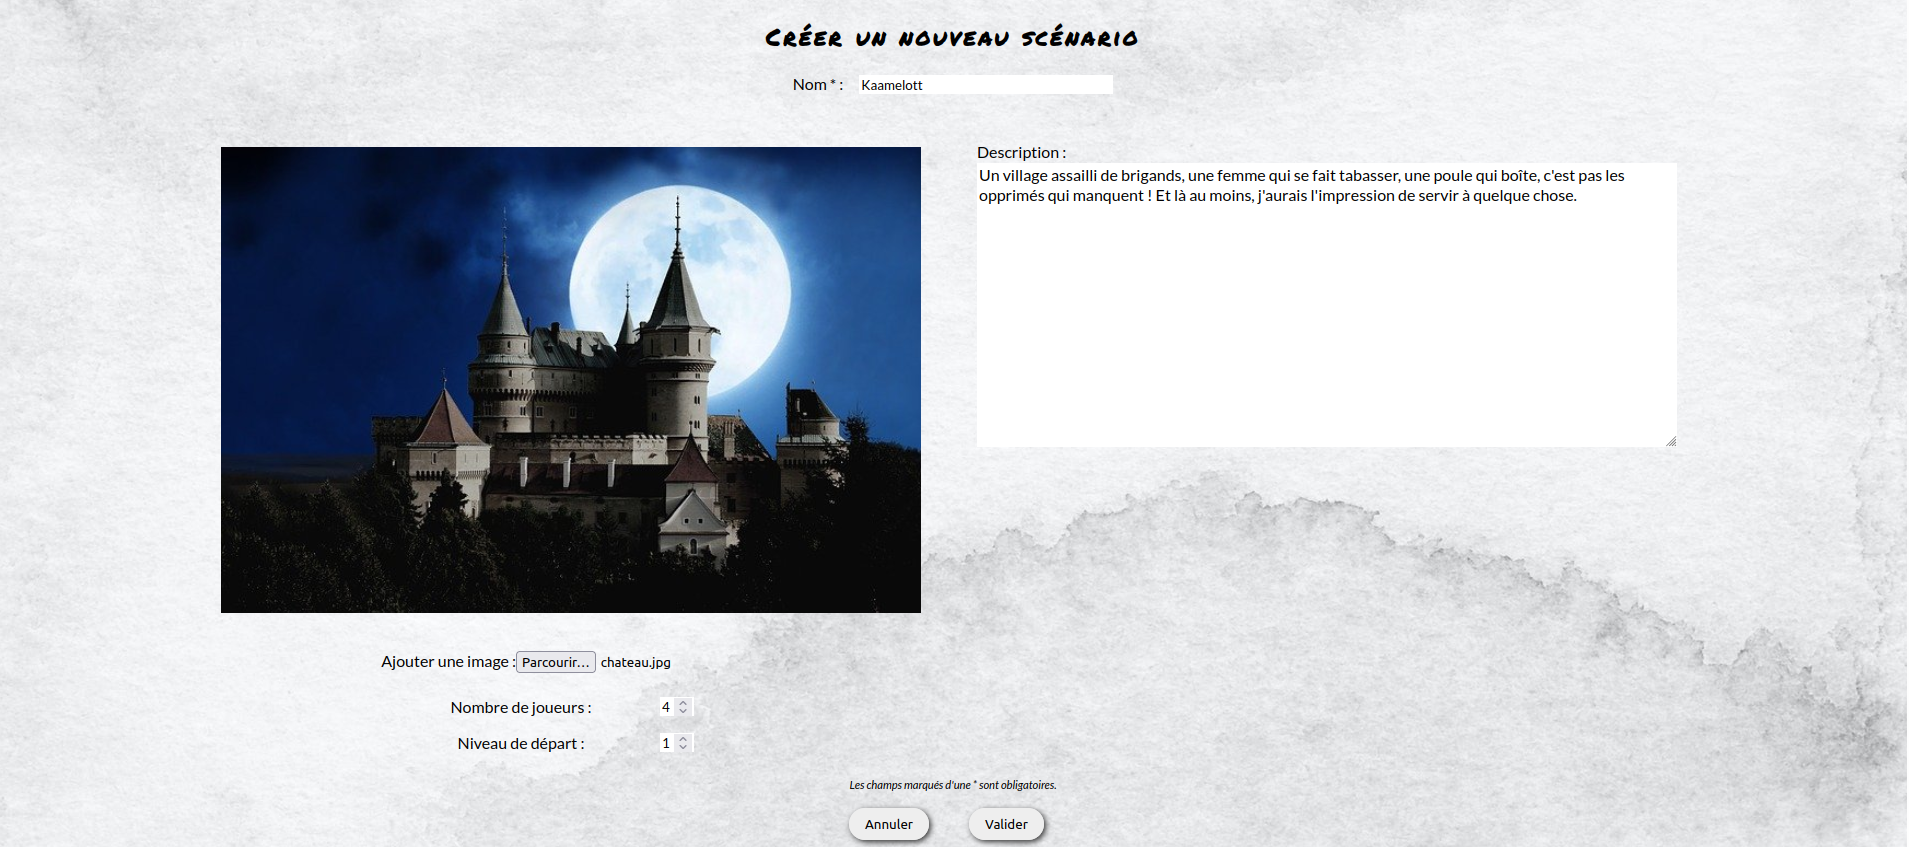 Créer un nouveau scénario
Nom * :
Kaamelott
Description :
Un village assailli de brigands, une femme qui se fait tabasser, une poule qui boîte, c'est pas les
opprimés qui manquent ! Et là au moins, j'aurais l'impression de servir à quelque chose.
Ajouter une image : Parcourir... chateau.jpg
Nombre de joueurs : 4
Niveau de départ : 1
Les champs marqués d'une * sont obligatoires.
Annuler Valider